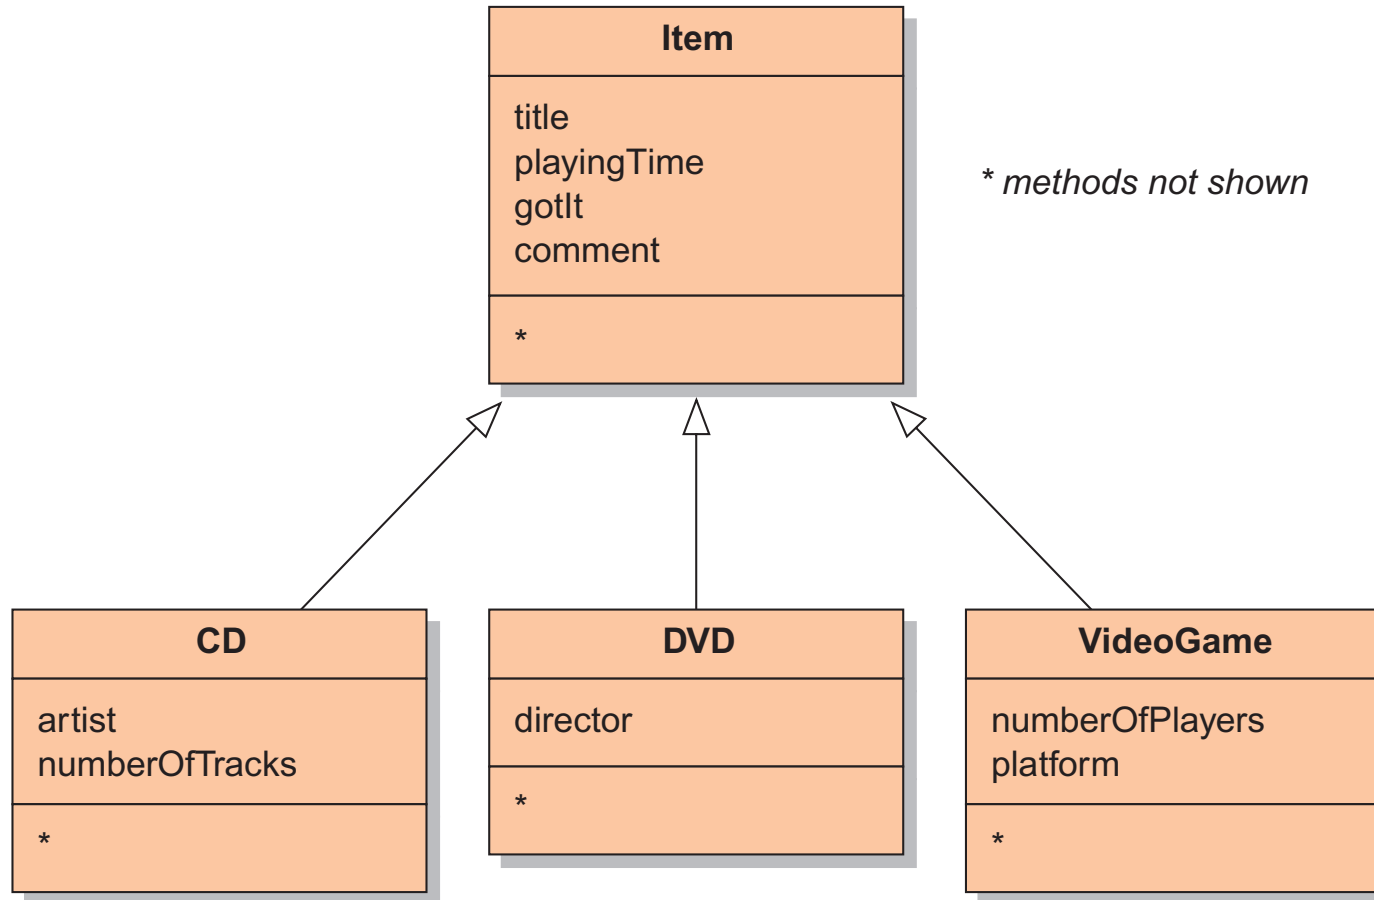 Item
title
playingTime
gotIt
comment
*
* methods not shown
CD
artist
numberOfTracks
*
DVD
director
*
VideoGame
numberOfPlayers
platform
*